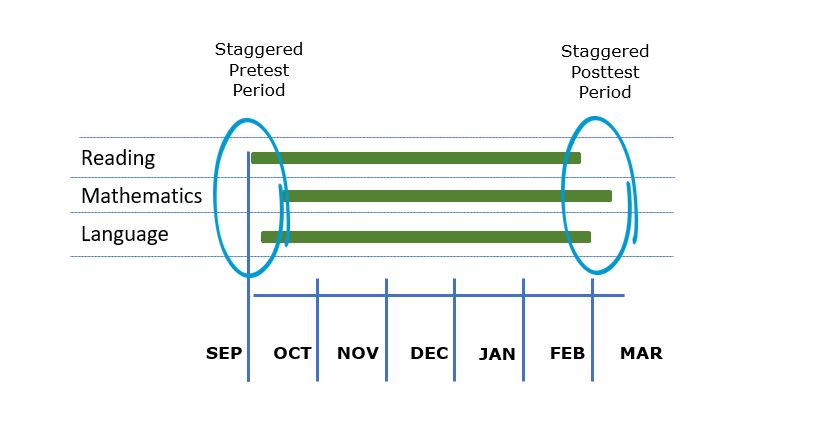 Staggered
Pretest
Period
Staggered
Posttest
Period
Reading
Mathematics
Language
SEP OCT NOV DEC JAN FEB MAR